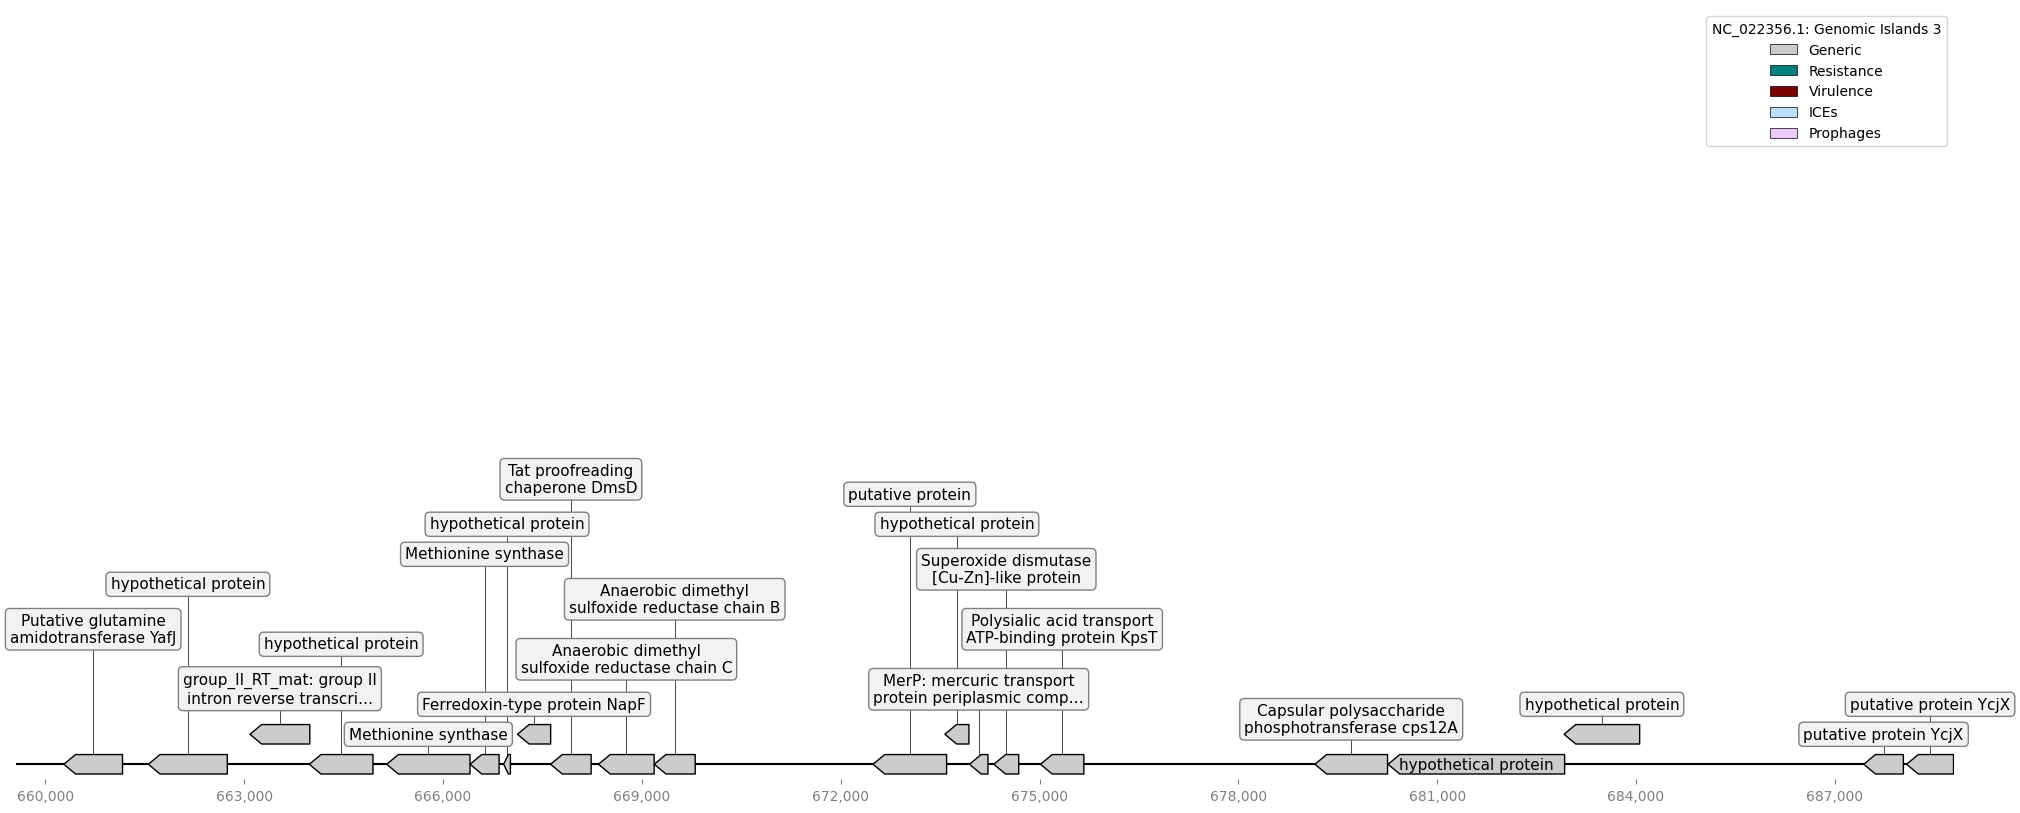 NC_022356.1: Genomic Islands 3
Generic
Resistance
Virulence
ICEs
Prophages
Tat proofreading
chaperone DmsD
putative protein
hypothetical protein
hypothetical protein
Methionine synthase
Superoxide dismutase
[Cu-Zn]-like protein
hypothetical protein
Anaerobic dimethyl
sulfoxide reductase chain B
Putative glutamine
amidotransferase YafJ
Polysialic acid transport
ATP-binding protein KpsT
hypothetical protein
Anaerobic dimethyl
sulfoxide reductase chain C
group_II_RT_mat: group II
intron reverse transcri...
MerP: mercuric transport
protein periplasmic comp...
Ferredoxin-type protein NapF
Capsular polysaccharide
phosphotransferase cps12A
hypothetical protein
putative protein YcjX
Methionine synthase
putative protein YcjX
hypothetical protein
660,000
663,000
666,000
669,000
672,000
675,000
678,000
681,000
684,000
687,000